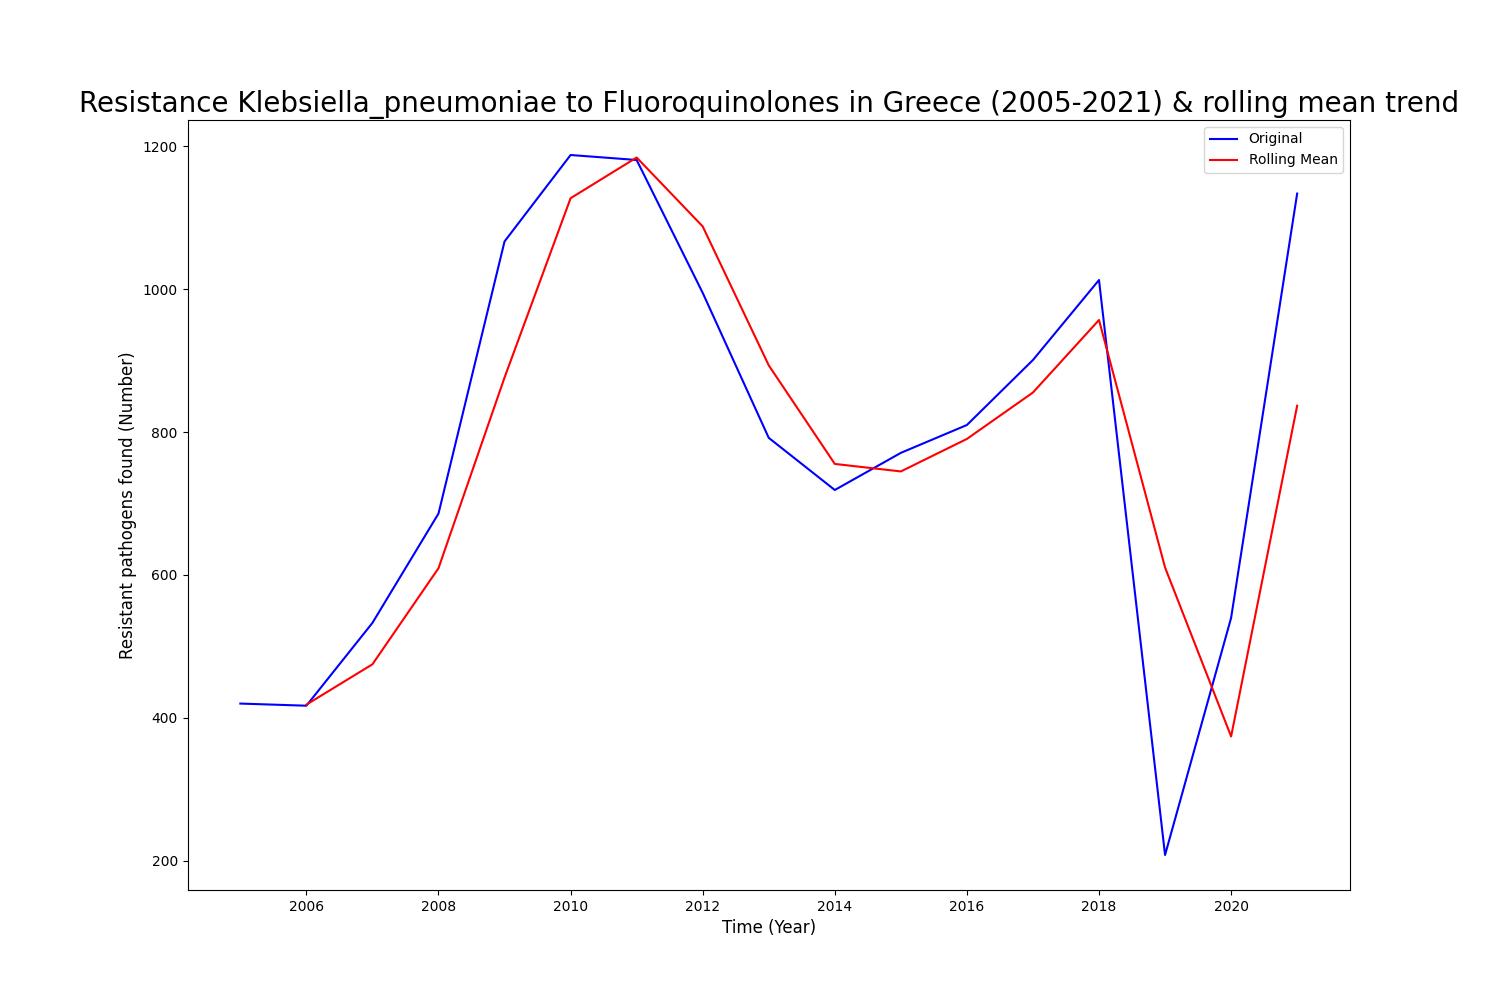 Resistance Klebsiella_pneumoniae to Fluoroquinolones in Greece (2005-2021) & rolling mean trend
Original
Rolling Mean
1200
1000
800
600
400
200
Resistant pathogens found (Number)
2006 2008 2010 2012 2014 2016 2018 2020
Time (Year)